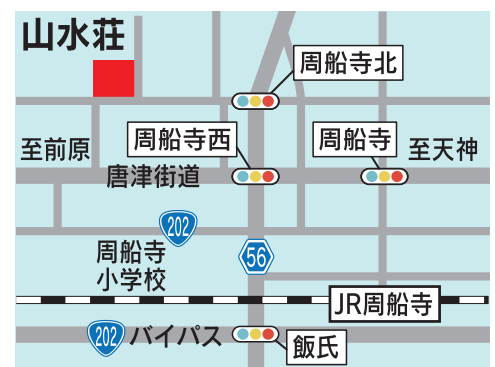 山水荘
周船寺北
至前原
周船寺西
周船寺
至天神
唐津街道
202
周船寺
小学校
56
JR周船寺
202
バイパス
飯氏